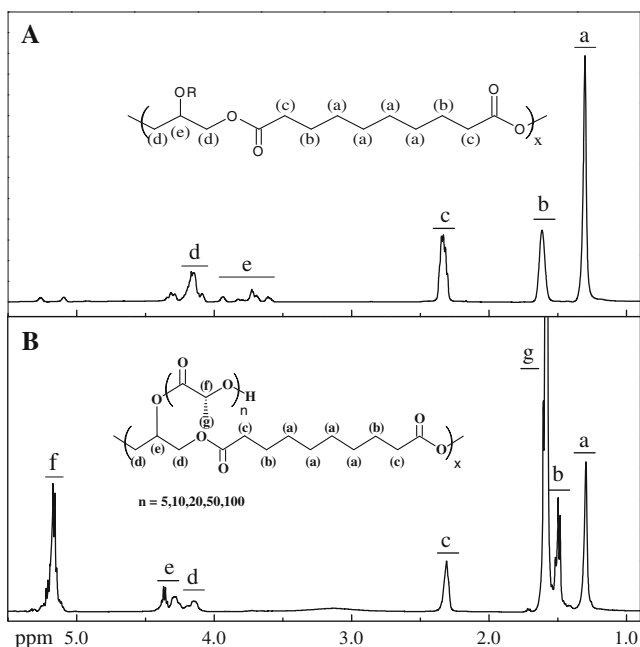 A
a
OR
O
(c) (a) (a) (b)
(e) O
(d) (d) (b) (a) (a) (c) O x
O
b
c
d
e
B
g
O
(f) O H
O n
(g)
O
(c) (a) (a) (b)
(e) O
(d) (d) (b) (a) (a) (c) O x
O
n = 5,10,20,50,100
f
a
b
c
e
d
ppm 5.0 4.0 3.0 2.0 1.0